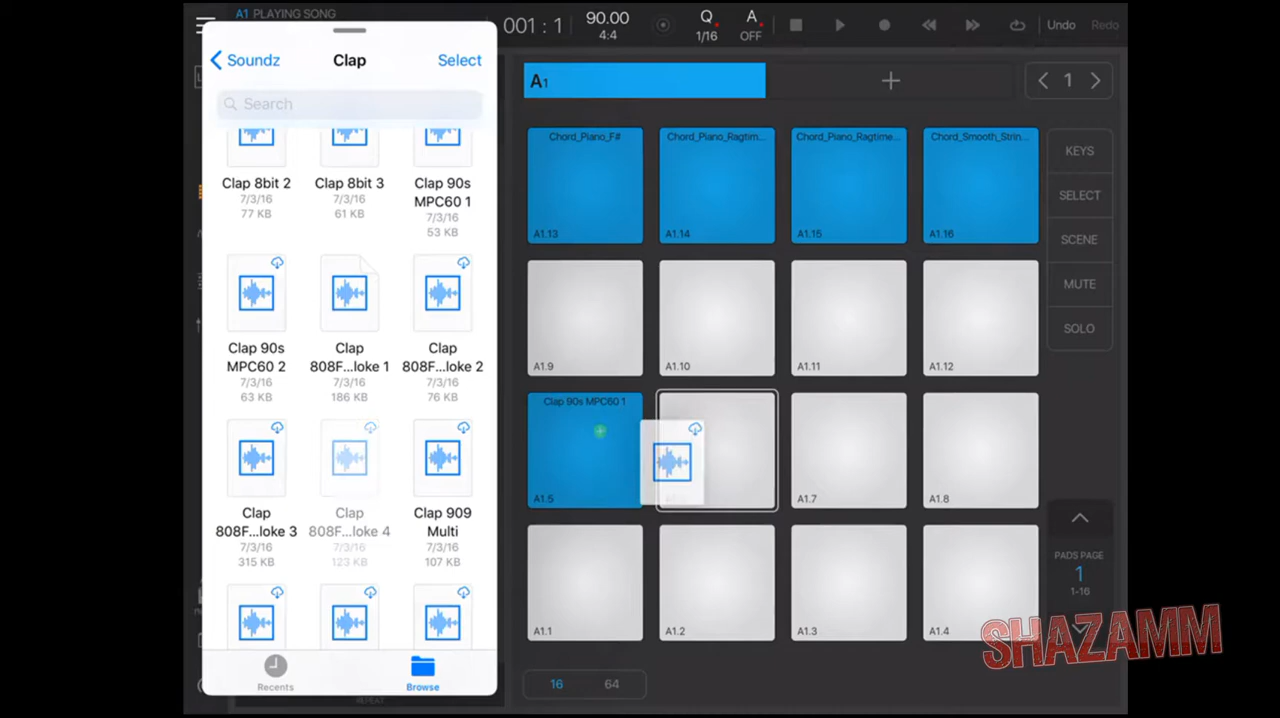 A1 PLAYING SONG
001 : 1
90.00
4:4
Q
1/16
A
OFF
Undo
Redo
Soundz
Clap
Select
Search
Clap 8bit 2
7/3/16
77 KB
Clap 8bit 3
7/3/16
61 KB
Clap 90s
MPC60 1
7/3/16
53 KB
Clap 90s
MPC60 2
7/3/16
63 KB
Clap
808F...loke 1
7/3/16
186 KB
Clap
808F...loke 2
7/3/16
76 KB
Clap
808F...loke 3
7/3/16
315 KB
Clap
808F...loke 4
7/3/16
123 KB
Clap 909
Multi
7/3/16
107 KB
Recents
Browse
REPEAT
A1
1
Chord_Piano_F#
A1.13
Chord_Piano_Ragtim...
A1.14
Chord_Piano_Ragtime...
A1.15
Chord_Smooth_Strin...
A1.16
A1.9
A1.10
A1.11
A1.12
Clap 90s MPC60 1
A1.5
A1.7
A1.8
A1.1
A1.2
A1.3
A1.4
KEYS
SELECT
SCENE
MUTE
SOLO
PADS PAGE
1
1-16
16
64
SHAZAMM